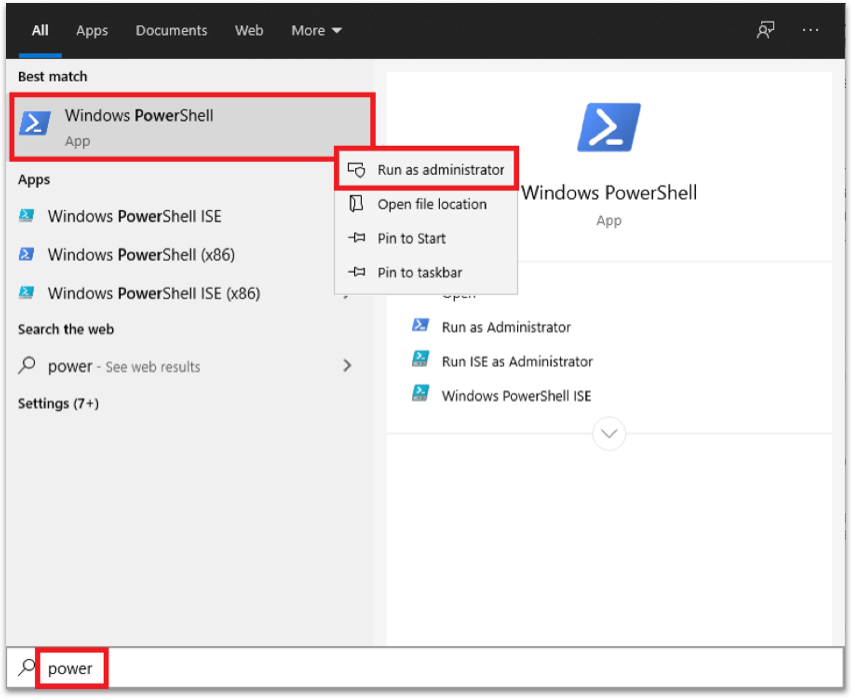 All Apps Documents Web More
Best match
Windows PowerShell
App
Apps
Windows PowerShell ISE
Windows PowerShell (x86)
Windows PowerShell ISE (x86)
Search the web
power - See web results
Settings (7+)
Run as administrator
Open file location
Pin to Start
Pin to taskbar
Windows PowerShell
App
Open
Run as Administrator
Run ISE as Administrator
Windows PowerShell ISE
power